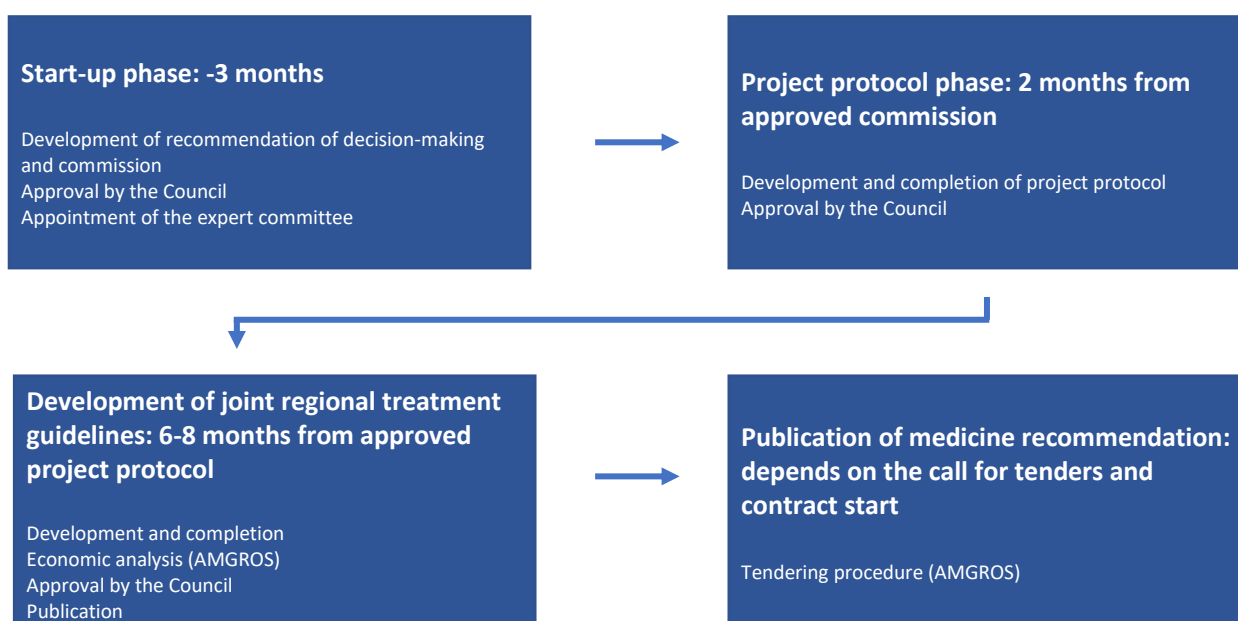 Start-up phase: -3 months
Development of recommendation of decision-making
and commission
Approval by the Council
Appointment of the expert committee
Project protocol phase: 2 months from
approved commission
Development and completion of project protocol
Approval by the Council
Development of joint regional treatment
guidelines: 6-8 months from approved
project protocol
Development and completion
Economic analysis (AMGROS)
Approval by the Council
Publication
Publication of medicine recommendation:
depends on the call for tenders and
contract start
Tendering procedure (AMGROS)